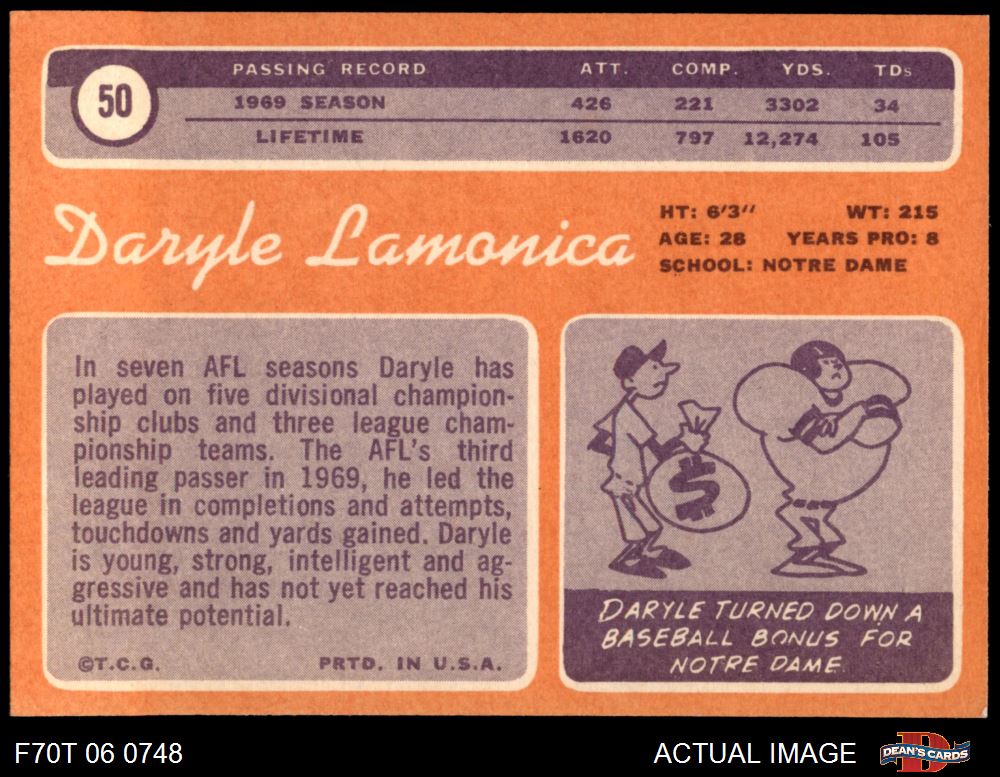 50
PASSING RECORD ATT. COMP. YDS. TDs
1969 SEASON 426 221 3302 34
LIFETIME 1620 797 12,274 105
Daryle Lamonica
HT: 6'3" WT: 215
AGE: 28 YEARS PRO: 8
SCHOOL: NOTRE DAME
In seven AFL seasons Daryle has
played on five divisional champion-
ship clubs and three league cham-
pionship teams. The AFL's third
leading passer in 1969, he led the
league in completions and attempts,
touchdowns and yards gained. Daryle
is young, strong, intelligent and ag-
gressive and has not yet reached his
ultimate potential.
©T.C.G. PRTD. IN U.S.A.
$
DARYLE TURNED DOWN A
BASEBALL BONUS FOR
NOTRE DAME
F70T 06 0748 ACTUAL IMAGE
D
DEAN'S CARDS